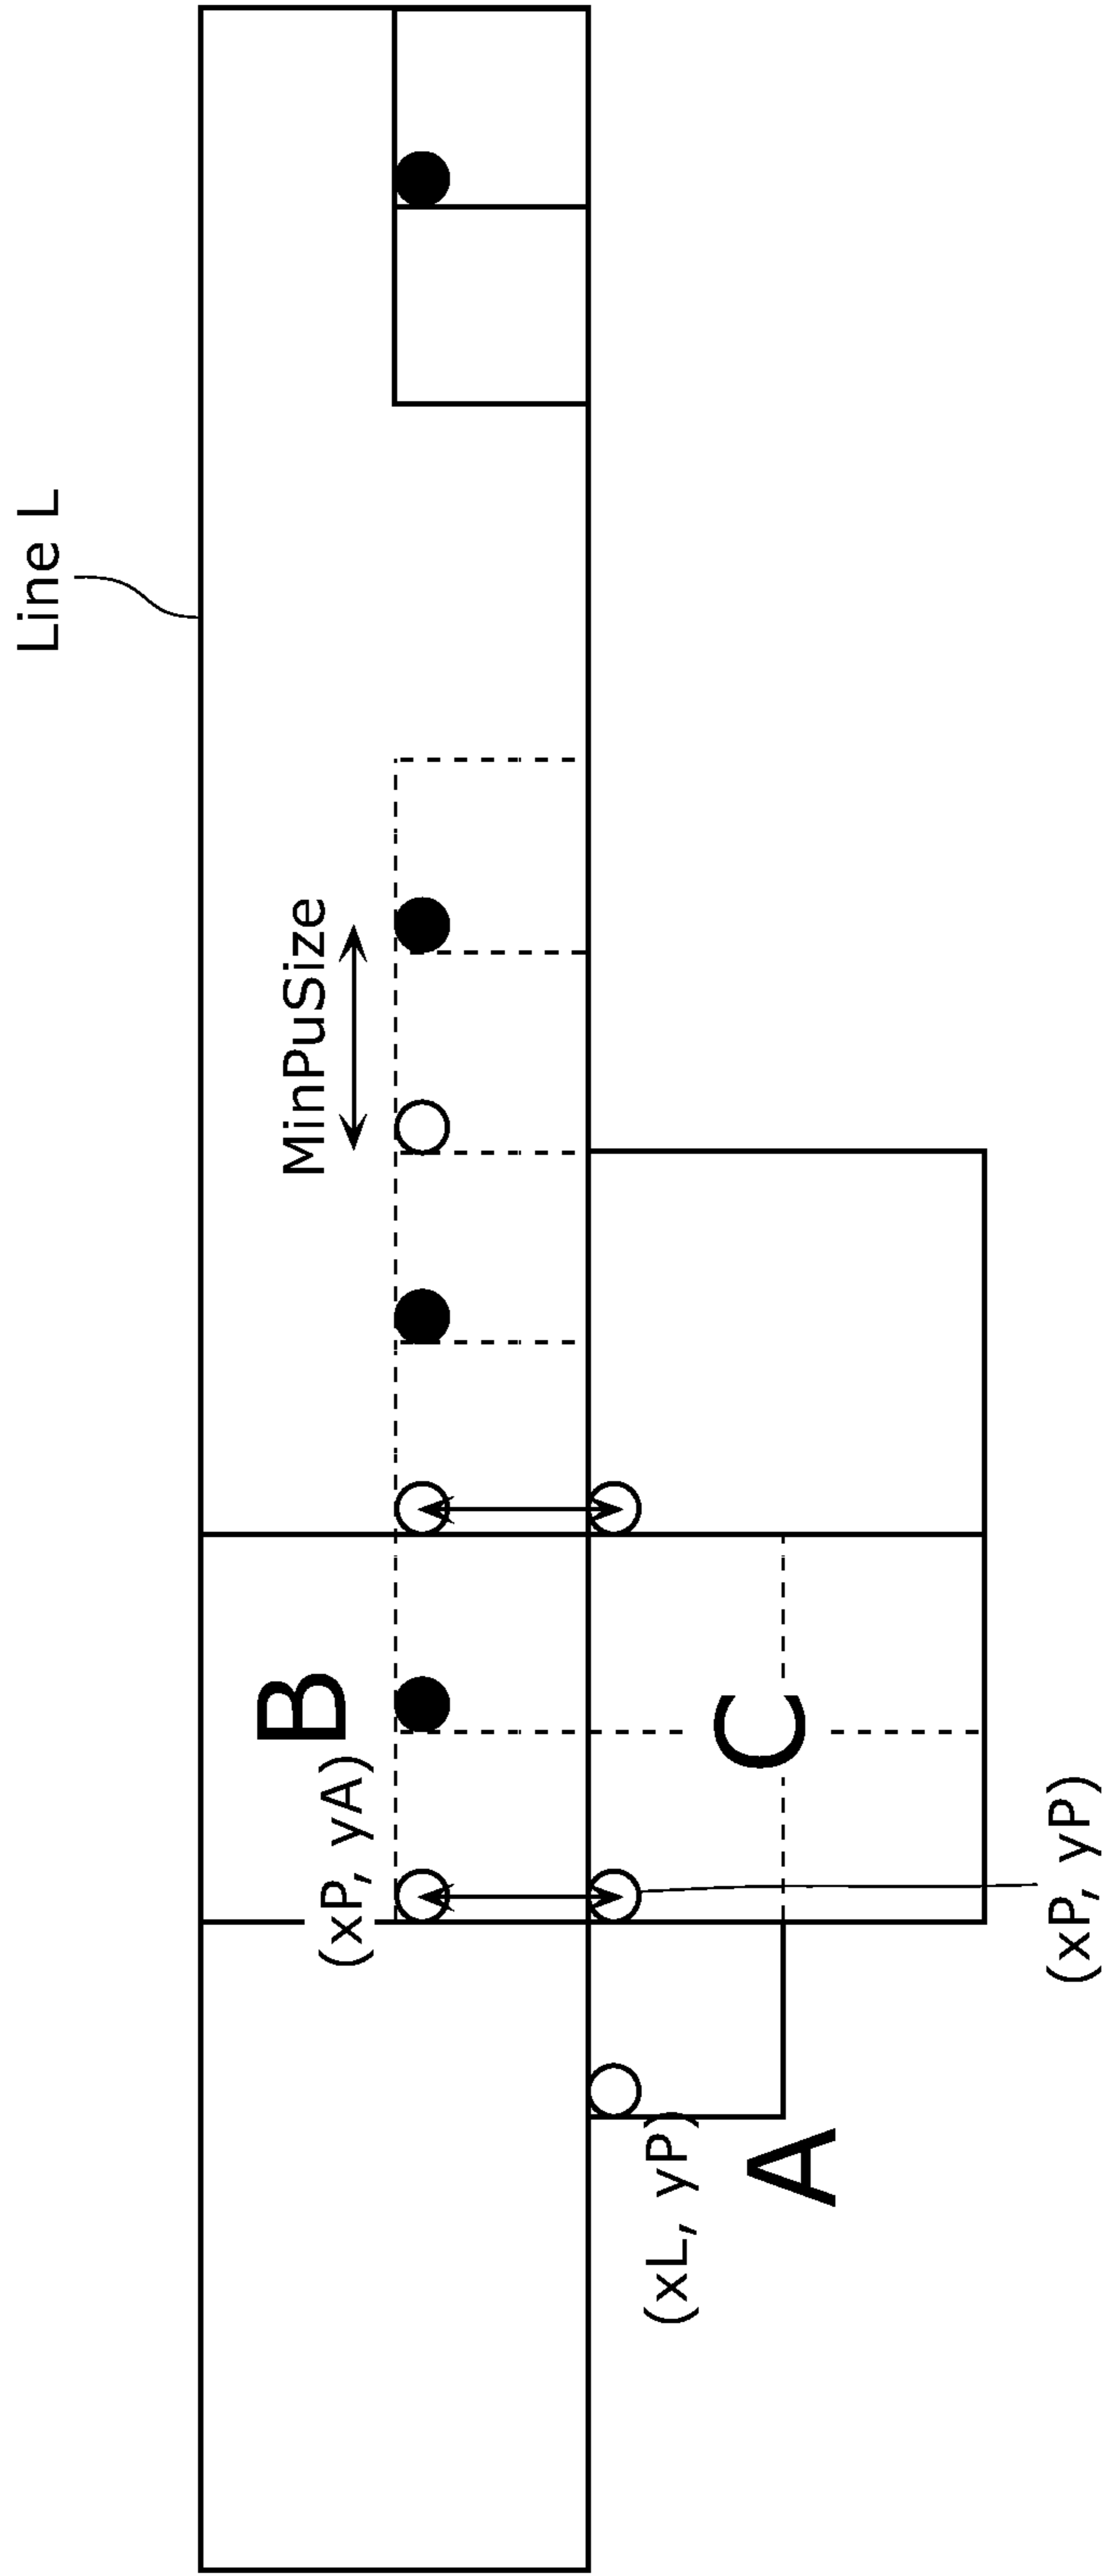 Line L
MinPuSize
B
(xP, yA)
C
(xP, yP)
(xL, yP)
A